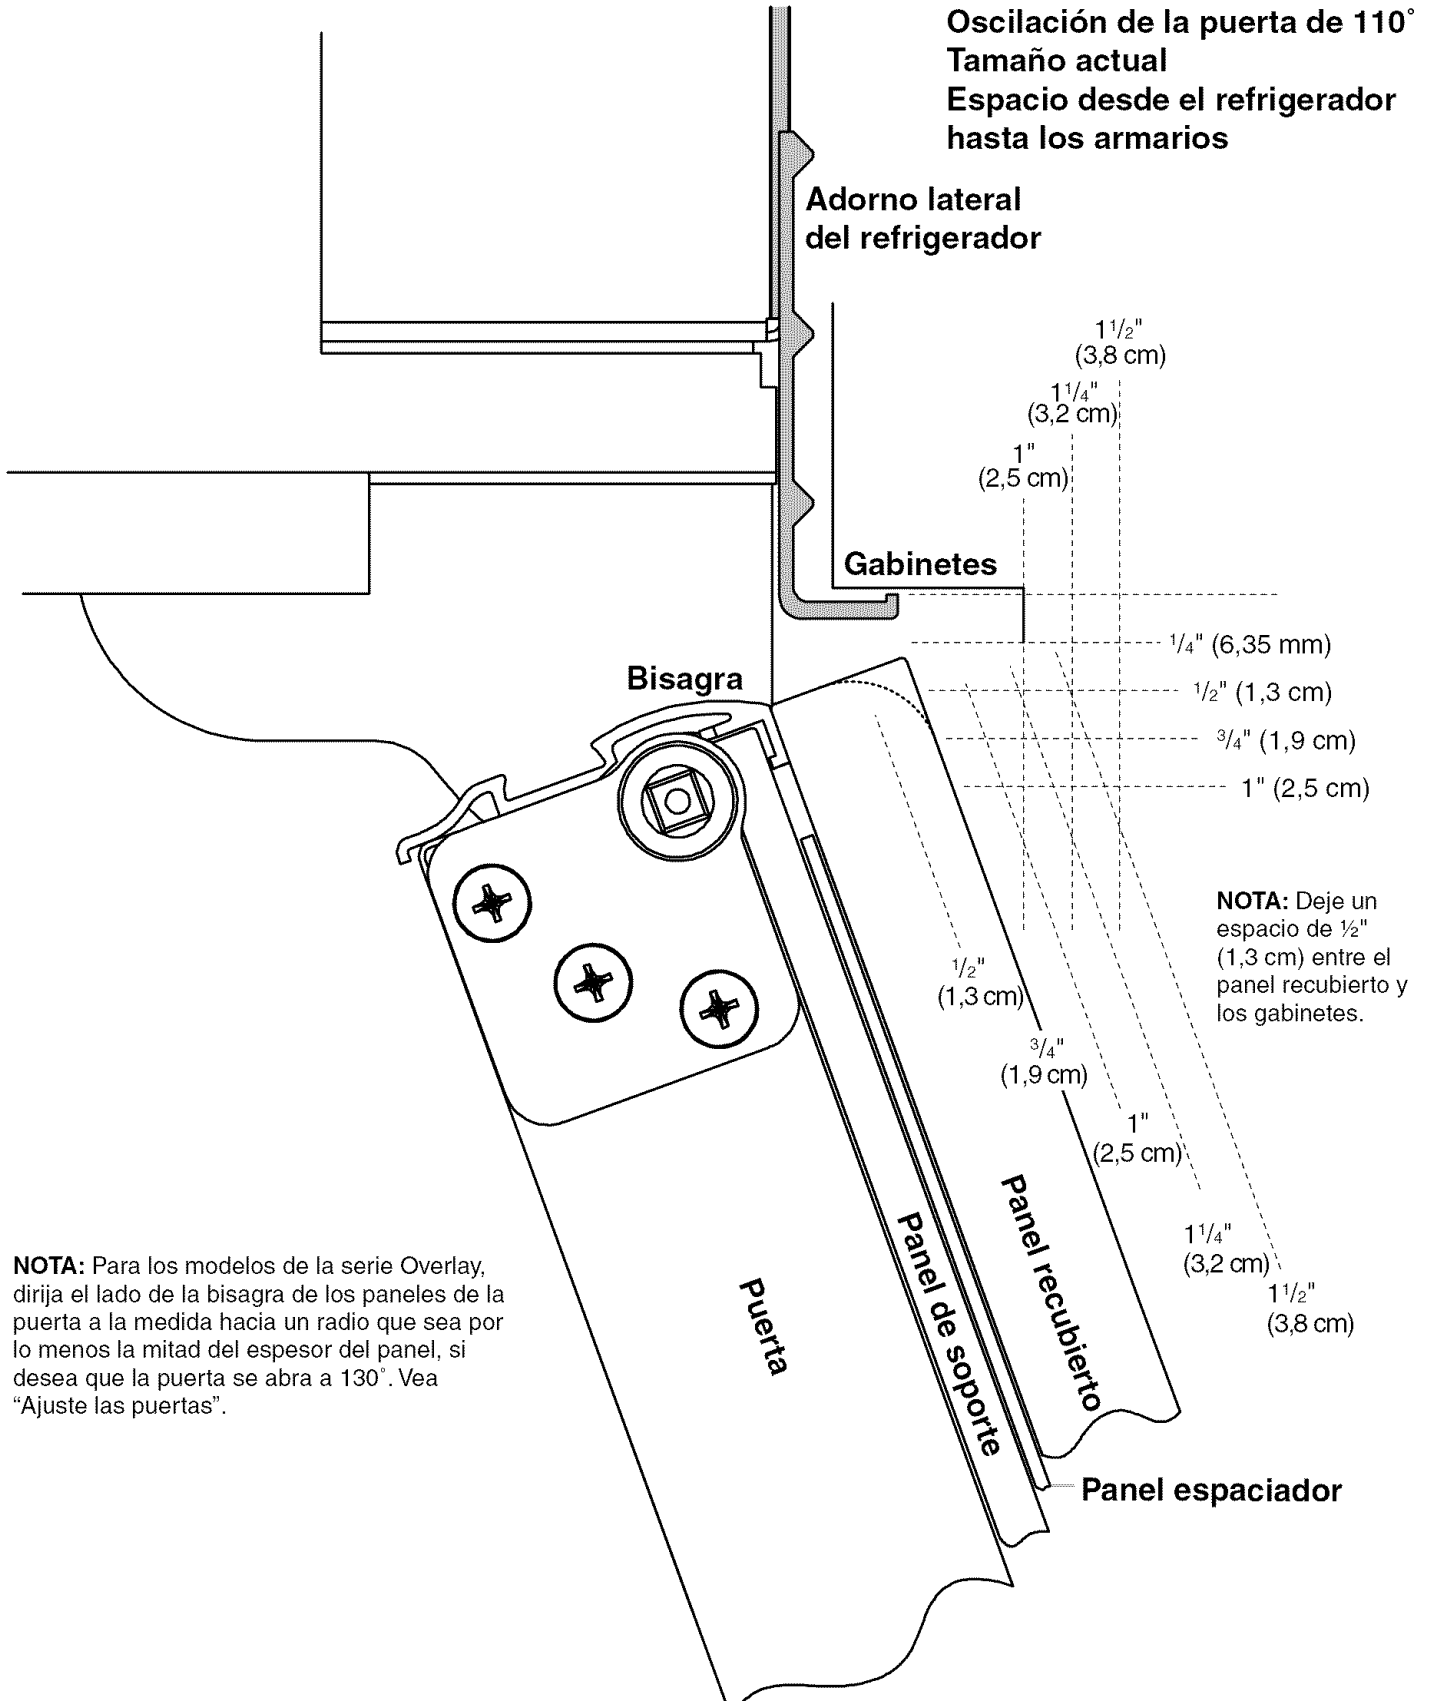 Oscilación de la puerta de 110°
Tamaño actual
Espacio desde el refrigerador
hasta los armarios
Adorno lateral
del refrigerador
1 1/2"
(3,8 cm)
1 1/4"
(3,2 cm)
1"
(2,5 cm)
Gabinetes
1/4" (6,35 mm)
Bisagra
1/2" (1,3 cm)
3/4" (1,9 cm)
1" (2,5 cm)
NOTA: Deje un
espacio de ½"
(1,3 cm) entre el
panel recubierto y
los gabinetes.
1/2"
(1,3 cm)
3/4"
(1,9 cm)
1"
(2,5 cm)
1 1/4"
(3,2 cm)
1 1/2"
(3,8 cm)
NOTA: Para los modelos de la serie Overlay,
dirija el lado de la bisagra de los paneles de la
puerta a la medida hacia un radio que sea por
lo menos la mitad del espesor del panel, si
desea que la puerta se abra a 130°. Vea
“Ajuste las puertas”.
Puerta
Panel de soporte
Panel recubierto
Panel espaciador